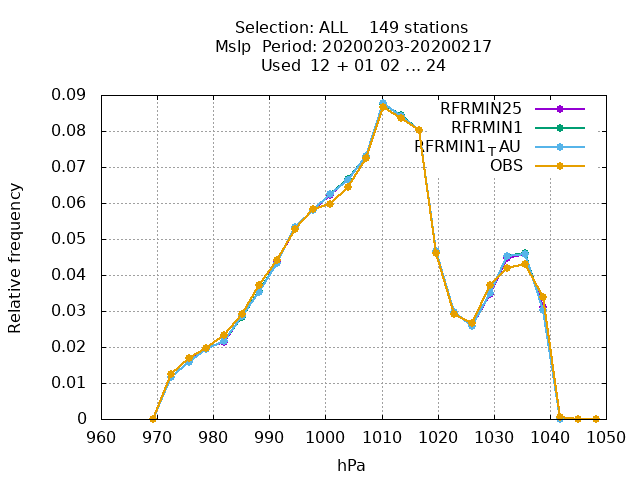 Selection: ALL    149 stations
Mslp  Period: 20200203-20200217
Used  12 + 01 02 ... 24
RFRMIN25
RFRMIN1
RFRMIN1_TAU
OBS
Relative frequency
0.09
0.08
0.07
0.06
0.05
0.04
0.03
0.02
0.01
0
960 970 980 990 1000 1010 1020 1030 1040 1050
hPa